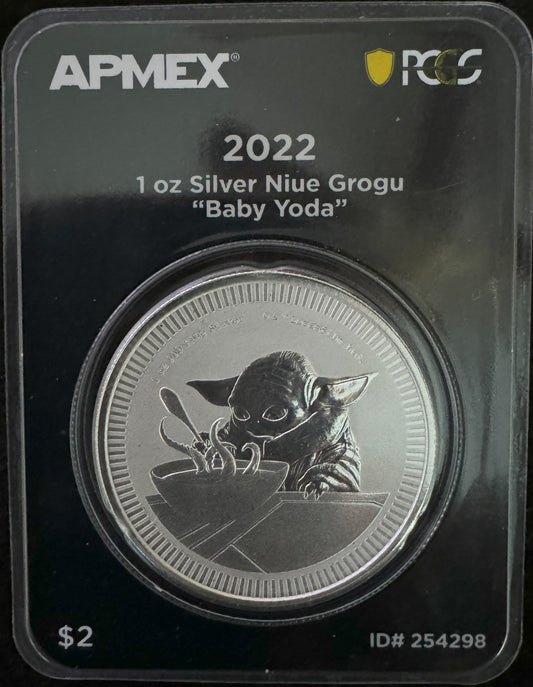 APMEX®
PCGS
2022
1 oz Silver Niue Grogu
“Baby Yoda”
$2
ID# 254298